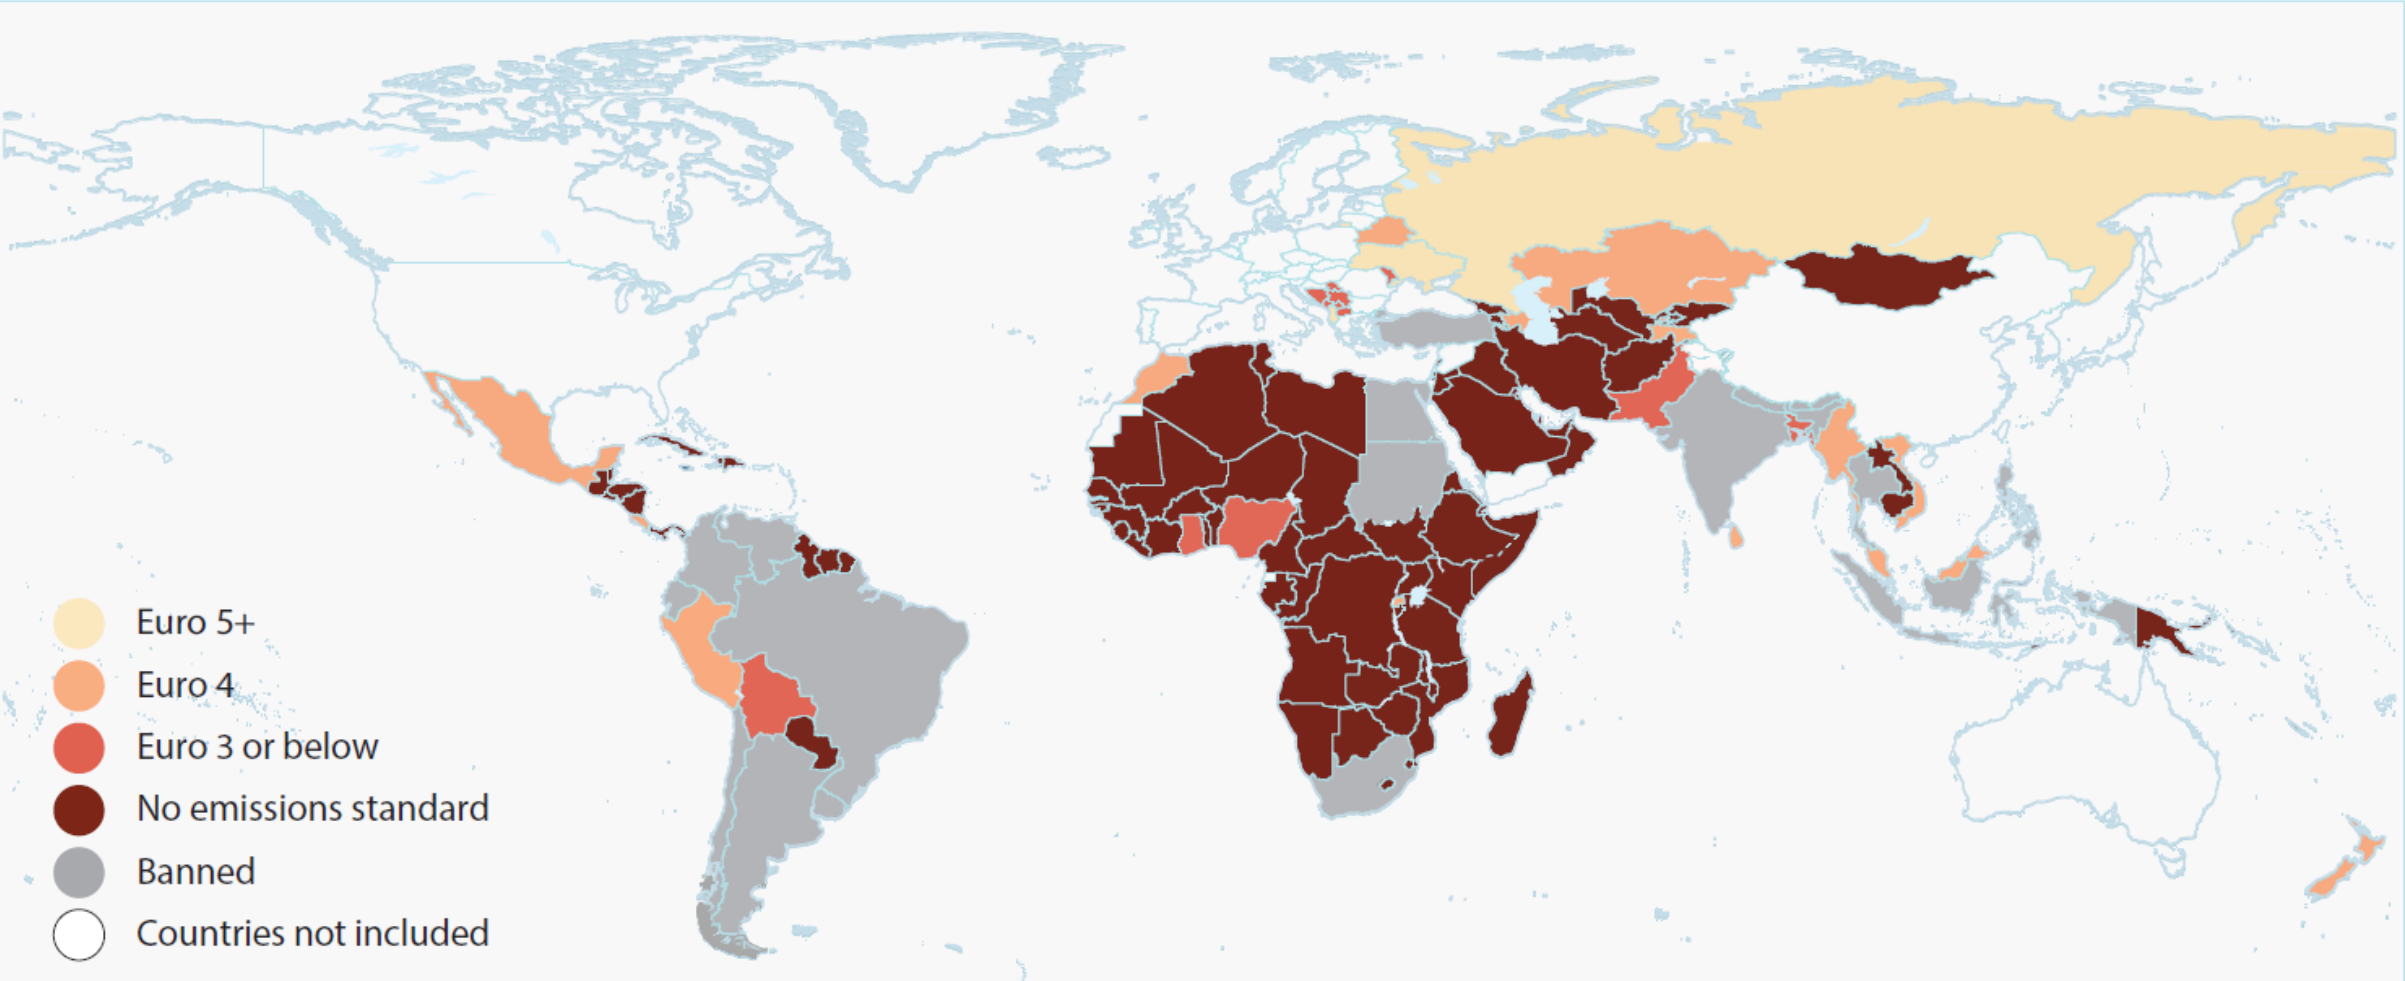 Euro 5+
Euro 4
Euro 3 or below
No emissions standard
Banned
Countries not included